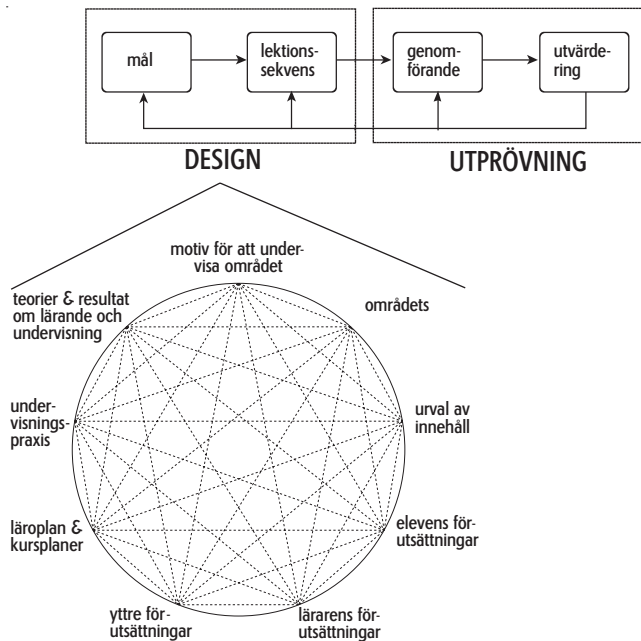 mål
lektions-
sekvens
genom-
förande
utvärde-
ring
DESIGN
UTPRÖVNING
motiv för att under-
visa området
teorier & resultat
om lärande och
undervisning
områdets
under-
visnings-
praxis
urval av
innehåll
läroplan &
kursplaner
elevens för-
utsättningar
yttre för-
utsättningar
lärarens för-
utsättningar